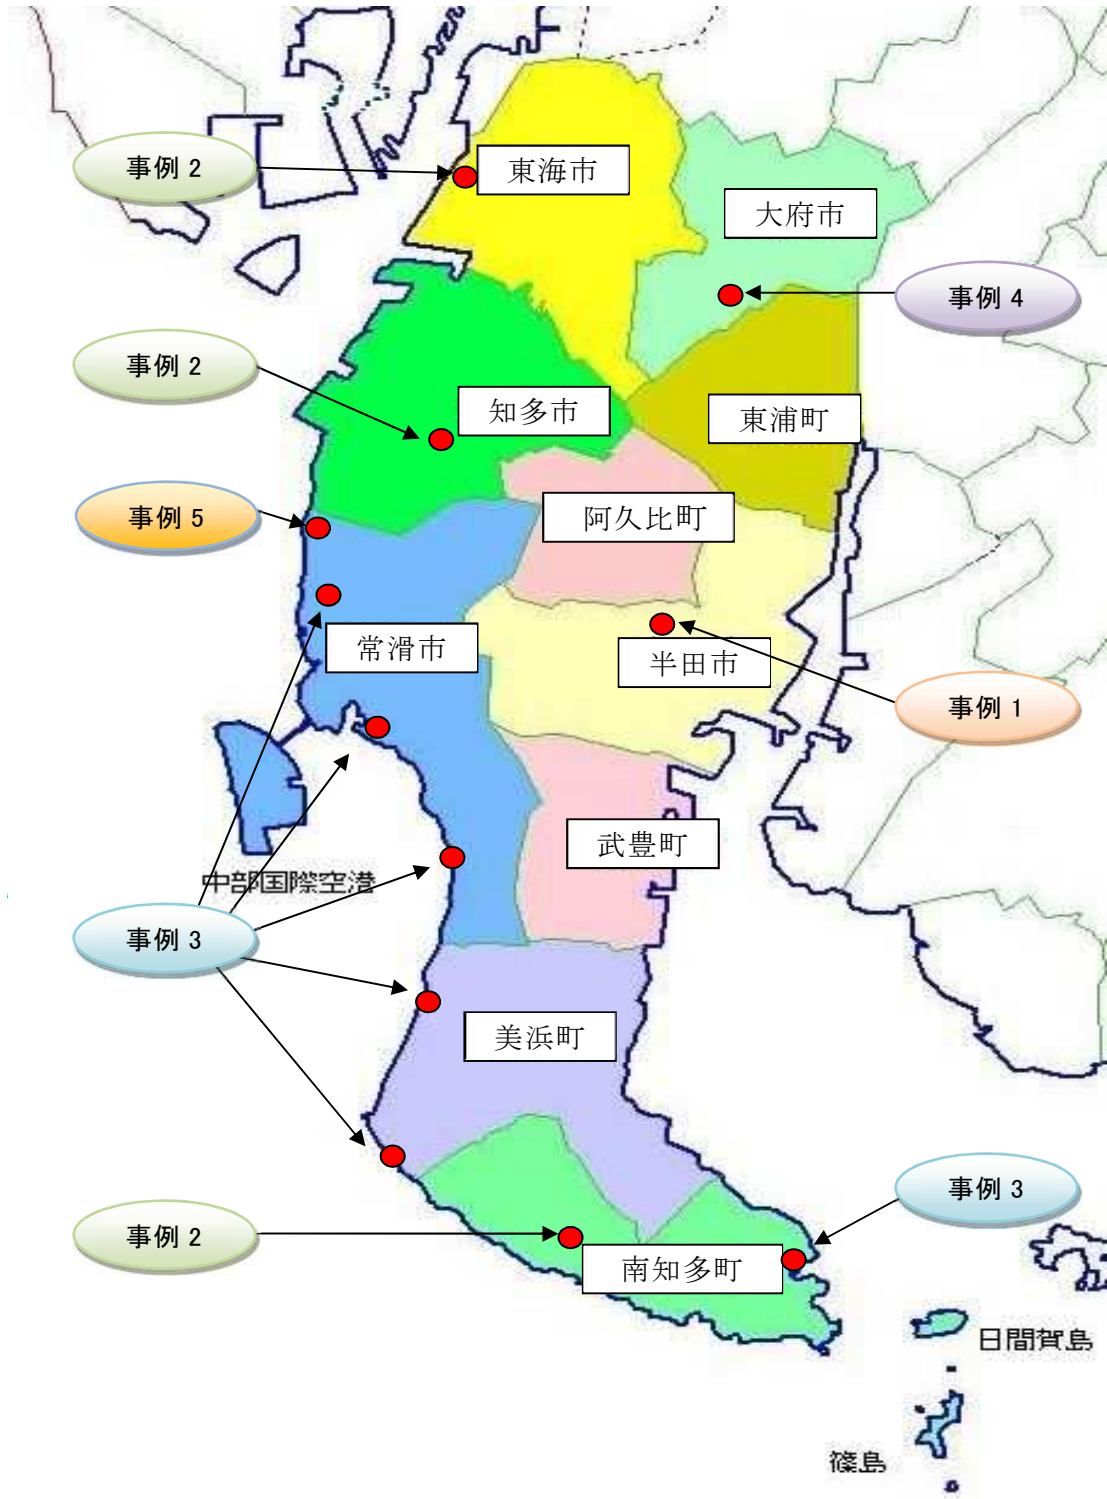 事例 2
東海市
大府市
事例 4
事例 2
知多市
東浦町
事例 5
阿久比町
常滑市
半田市
事例 1
武豊町
中部国際空港
事例 3
美浜町
事例 3
事例 2
南知多町
日間賀島
篠島